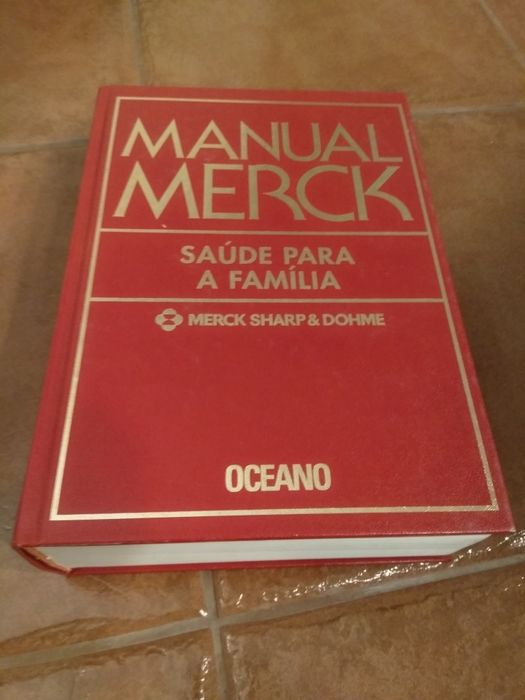 MANUAL
MERCK
SAÚDE PARA
A FAMÍLIA
MERCK SHARP & DOHME
OCEANO